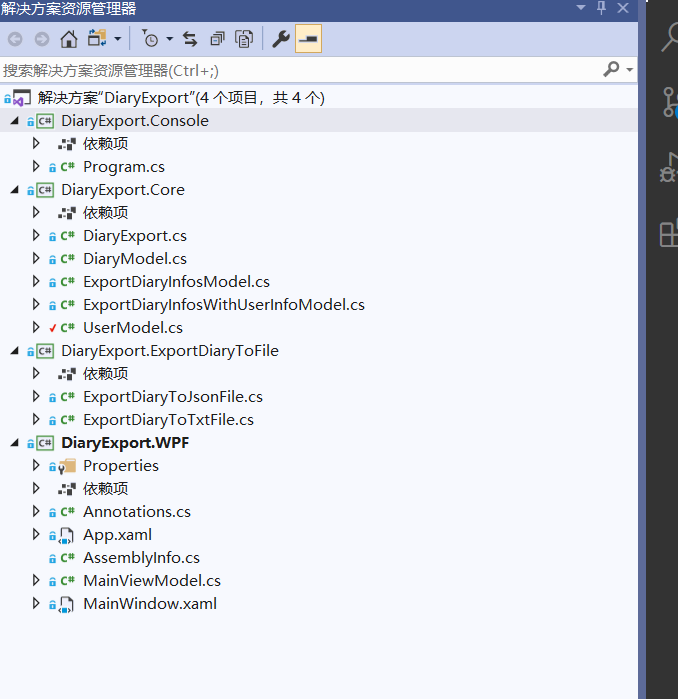 解决方案资源管理器
搜索解决方案资源管理器(Ctrl+;)
解决方案"DiaryExport"(4 个项目，共 4 个)
C# DiaryExport.Console
依赖项
C# Program.cs
C# DiaryExport.Core
依赖项
C# DiaryExport.cs
C# DiaryModel.cs
C# ExportDiaryInfosModel.cs
C# ExportDiaryInfosWithUserInfoModel.cs
C# UserModel.cs
C# DiaryExport.ExportDiaryToFile
依赖项
C# ExportDiaryToJsonFile.cs
C# ExportDiaryToTxtFile.cs
C# DiaryExport.WPF
Properties
依赖项
C# Annotations.cs
App.xaml
C# AssemblyInfo.cs
C# MainViewModel.cs
MainWindow.xaml